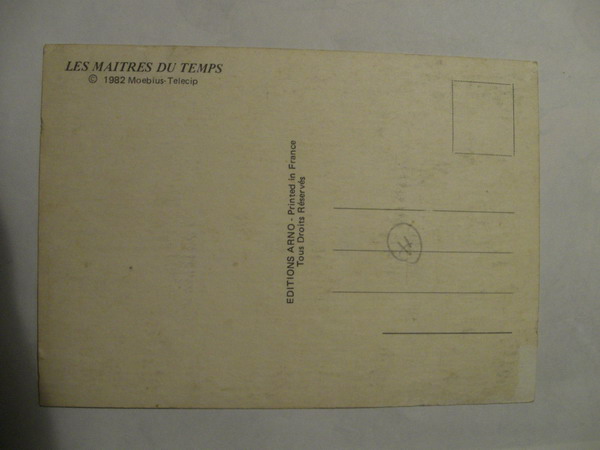 LES MAITRES DU TEMPS
© 1982 Moebius-Telecip
EDITIONS ARNO - Printed in France
Tous Droits Réservés